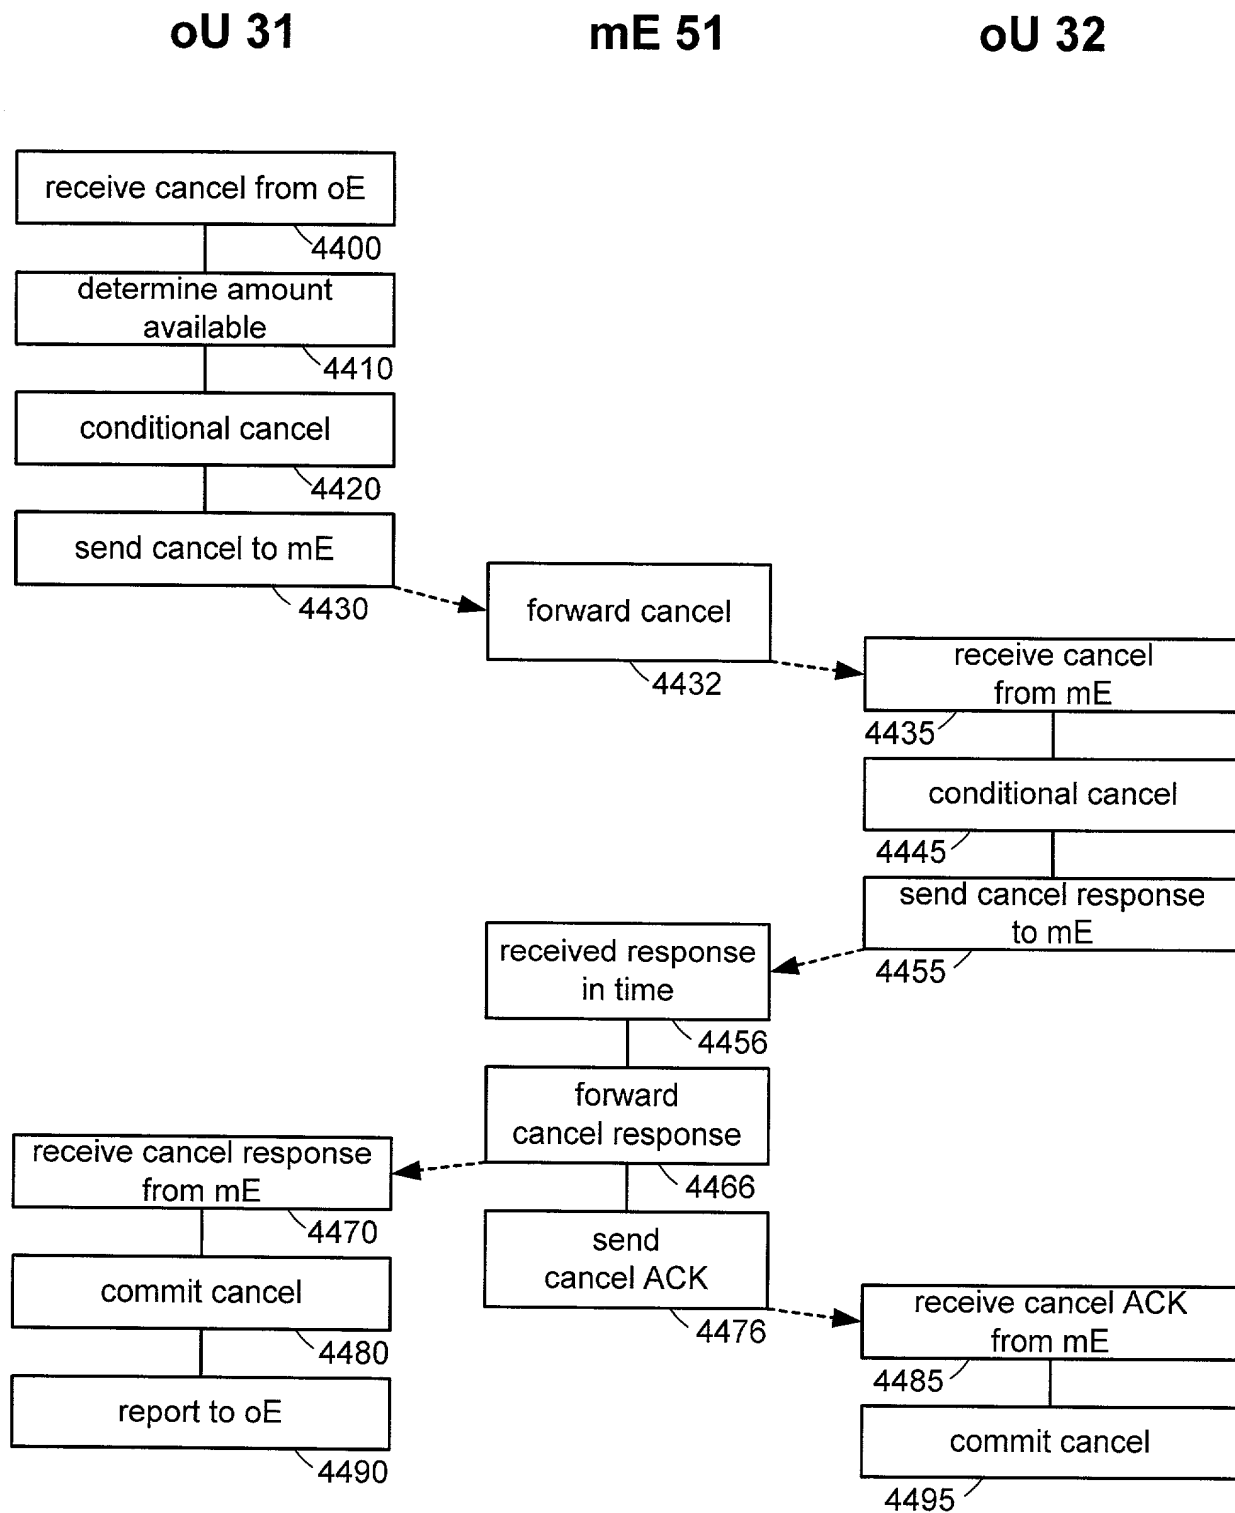 oU 31
mE 51
oU 32
receive cancel from oE
4400
determine amount
available
4410
conditional cancel
4420
send cancel to mE
4430
forward cancel
4432
receive cancel
from mE
4435
conditional cancel
4445
send cancel response
to mE
4455
received response
in time
4456
forward
cancel response
4466
receive cancel response
from mE
4470
send
cancel ACK
4476
commit cancel
4480
receive cancel ACK
from mE
4485
report to oE
4490
commit cancel
4495